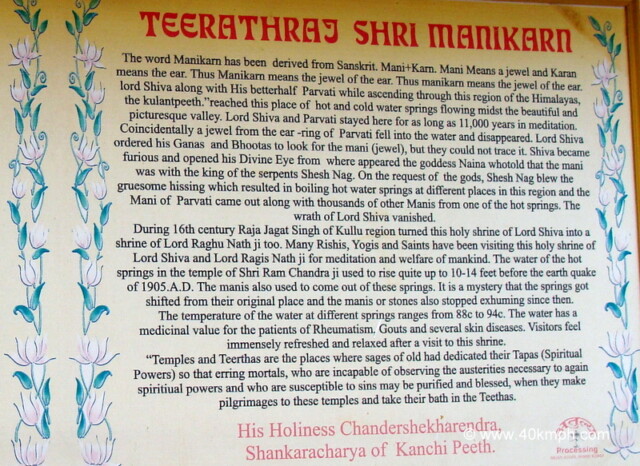 TEERATHRAJ SHRI MANIKARN
The word Manikarn has been derived from Sanskrit. Mani+Karn. Mani Means a jewel and Karan
means the ear. Thus Manikarn means the jewel of the ear. Thus manikarn means the jewel of the ear.
lord Shiva along with His betterhalf Parvati while ascending through this region of the Himalayas,
the kulantpeeth."reached this place of hot and cold water springs flowing midst the beautiful and
picturesque valley. Lord Shiva and Parvati stayed here for as long as 11,000 years in meditation.
Coincidentally a jewel from the ear -ring of Parvati fell into the water and disappeared. Lord Shiva
ordered his Ganas and Bhootas to look for the mani (jewel), but they could not trace it. Shiva became
furious and opened his Divine Eye from where appeared the goddess Naina whotold that the mani
was with the king of the serpents Shesh Nag. On the request of the gods, Shesh Nag blew the
gruesome hissing which resulted in boiling hot water springs at different places in this region and the
Mani of Parvati came out along with thousands of other Manis from one of the hot springs. The
wrath of Lord Shiva vanished.
During 16th century Raja Jagat Singh of Kullu region turned this holy shrine of Lord Shiva into a
shrine of Lord Raghu Nath ji too. Many Rishis, Yogis and Saints have been visiting this holy shrine of
Lord Shiva and Lord Ragis Nath ji for meditation and welfare of mankind. The water of the hot
springs in the temple of Shri Ram Chandra ji used to rise quite up to 10-14 feet before the earth quake
of 1905.A.D. The manis also used to come out of these springs. It is a mystery that the springs got
shifted from their original place and the manis or stones also stopped exhuming since then.
The temperature of the water at different springs ranges from 88c to 94c. The water has
medicinal value for the patients of Rheumatism. Gouts and several skin diseases. Visitors feel
immensely refreshed and relaxed after a visit to this shrine.
"Temples and Teerthas are the places where sages of old had dedicated their Tapas (Spiritual
Powers) so that erring mortals, who are incapable of observing the austerities necessary to again
spiritiual powers and who are susceptible to sins may be purified and blessed, when they make
pilgrimages to these temples and take their bath in the Teethas.
His Holiness Chandershekharendra,
Shankaracharya of Kanchi Peeth.
© www.40kmph.com
Processing